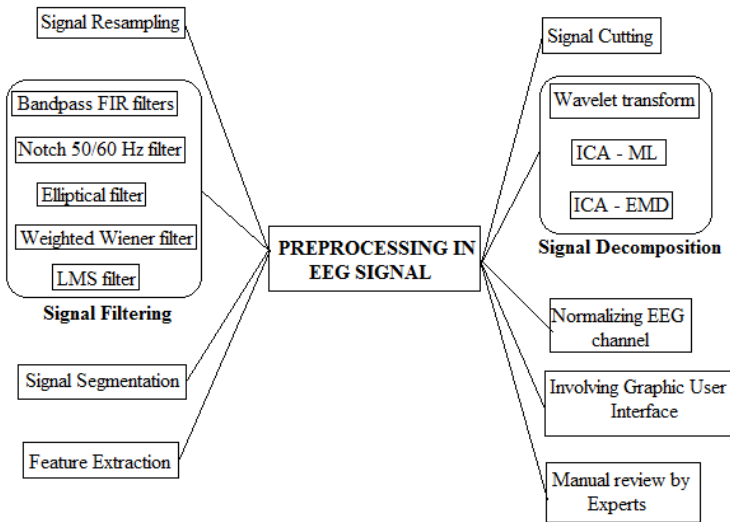 Signal Resampling
Bandpass FIR filters
Notch 50/60 Hz filter
Elliptical filter
Weighted Wiener filter
LMS filter
Signal Filtering
Signal Segmentation
Feature Extraction
PREPROCESSING IN
EEG SIGNAL
Signal Cutting
Wavelet transform
ICA - ML
ICA - EMD
Signal Decomposition
Normalizing EEG
channel
Involving Graphic User
Interface
Manual review by
Experts